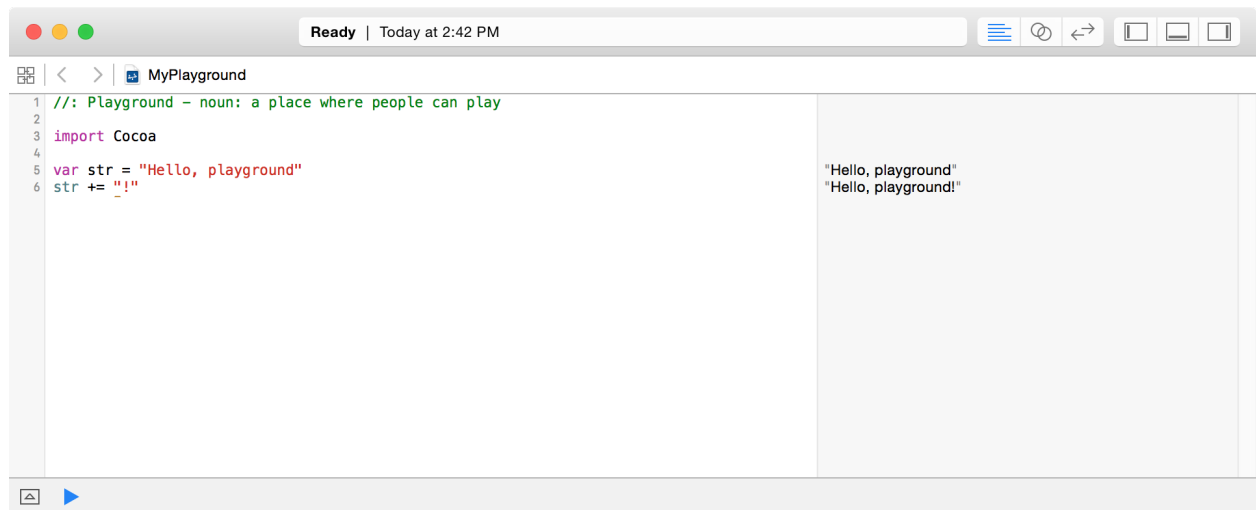 Ready | Today at 2:42 PM
MyPlayground
1 //: Playground – noun: a place where people can play
2
3 import Cocoa
4
5 var str = "Hello, playground" "Hello, playground"
6 str += "!" "Hello, playground!"